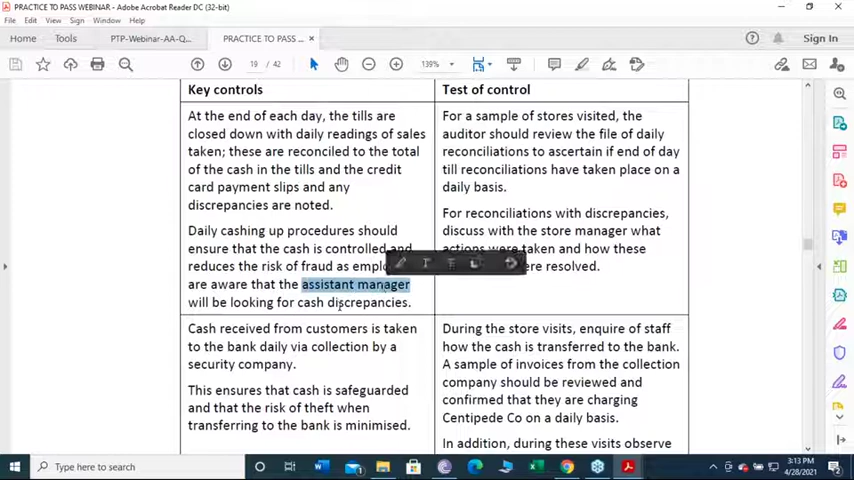 PRACTICE TO PASS WEBINAR - Adobe Acrobat Reader DC (32-bit)
File Edit View Sign Window Help
Home Tools PTP-Webinar-AA-Q... PRACTICE TO PASS ... × Sign In
19 / 42 139%
Key controls
At the end of each day, the tills are
closed down with daily readings of sales
taken; these are reconciled to the total
of the cash in the tills and the credit
card payment slips and any
discrepancies are noted.
Daily cashing up procedures should
ensure that the cash is controlled and
reduces the risk of fraud as emplo
are aware that the assistant manager
will be looking for cash discrepancies.
Cash received from customers is taken
to the bank daily via collection by a
security company.
This ensures that cash is safeguarded
and that the risk of theft when
transferring to the bank is minimised.
Test of control
For a sample of stores visited, the
auditor should review the file of daily
reconciliations to ascertain if end of day
till reconciliations have taken place on a
daily basis.
For reconciliations with discrepancies,
discuss with the store manager what
actions were taken and how these
ere resolved.
During the store visits, enquire of staff
how the cash is transferred to the bank.
A sample of invoices from the collection
company should be reviewed and
confirmed that they are charging
Centipede Co on a daily basis.
In addition, during these visits observe
Type here to search
3:13 PM
4/28/2021